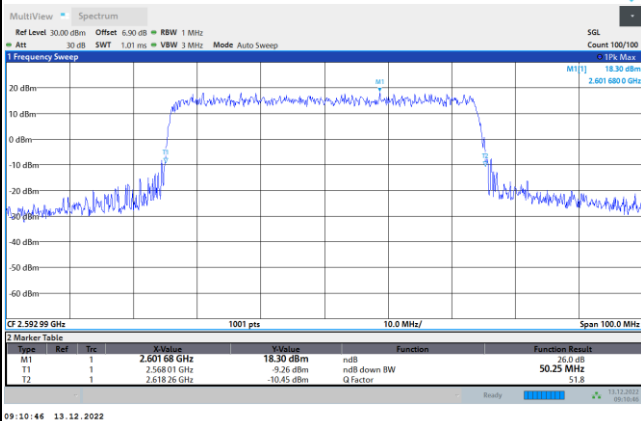 MultiView Spectrum
Ref Level 30.00 dBm Offset 6.90 dB RBW 1 MHz SGL
Att 30 dB SWT 1.01 ms VBW 3 MHz Mode Auto Sweep Count 100/100
1 Frequency Sweep 1Pk Max
M1[1] 18.30 dBm
2.601 680 0 GHz
M1
20 dBm
10 dBm
0 dBm
-10 dBm
-20 dBm
-30 dBm
-40 dBm
-50 dBm
-60 dBm
CF 2.592 99 GHz 1001 pts 10.0 MHz/ Span 100.0 MHz
2 Marker Table
Type Ref Trc X-Value Y-Value Function Function Result
M1 1 2.601 68 GHz 18.30 dBm ndB 26.0 dB
T1 1 2.568 01 GHz -9.26 dBm ndB down BW 50.25 MHz
T2 1 2.618 26 GHz -10.45 dBm Q Factor 51.8
Ready 13.12.2022
09:10:46
09:10:46 13.12.2022